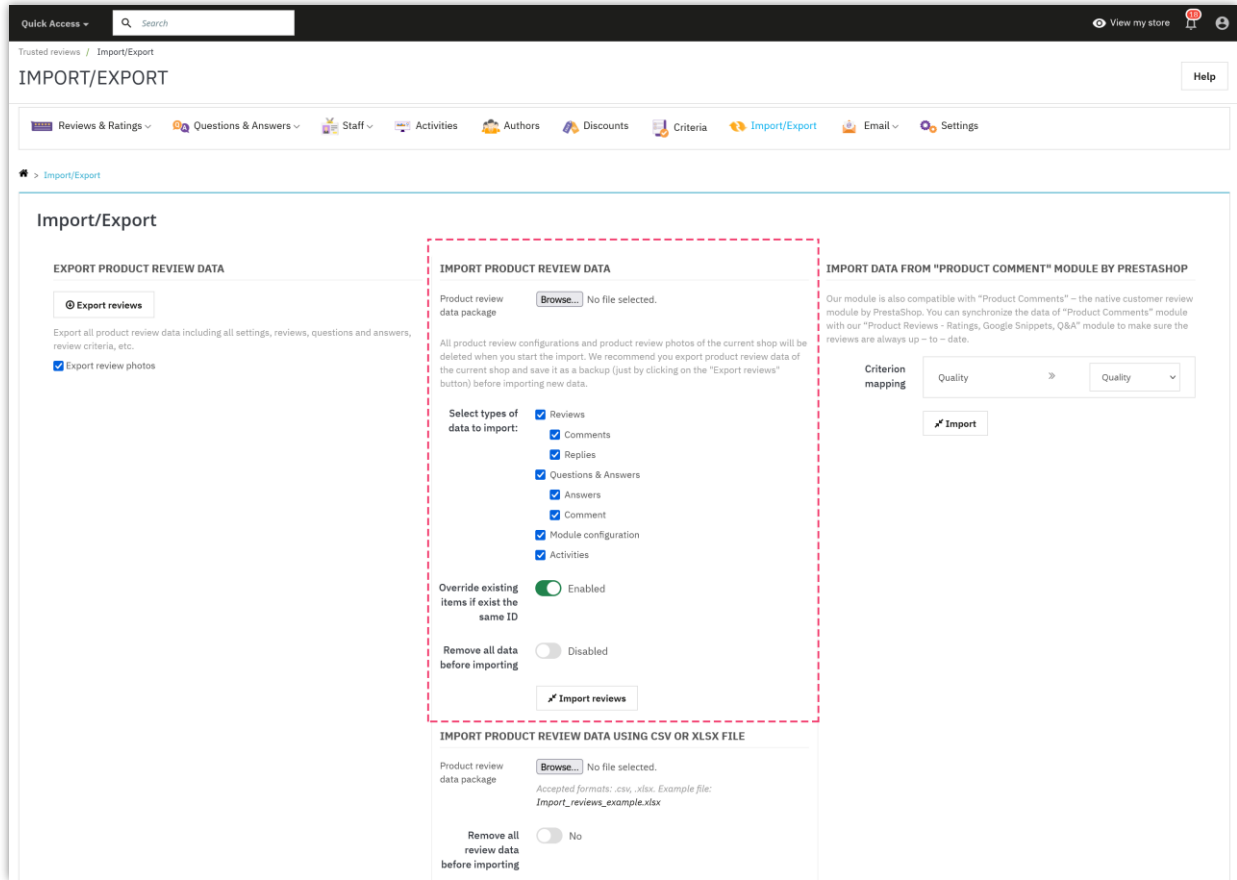 Quick Access
Search
View my store
18
Trusted reviews / Import/Export
IMPORT/EXPORT
Help
Reviews & Ratings
Questions & Answers
Staff
Activities
Authors
Discounts
Criteria
Import/Export
Email
Settings
> Import/Export
Import/Export
EXPORT PRODUCT REVIEW DATA
Export reviews
Export all product review data including all settings, reviews, questions and answers,
review criteria, etc.
Export review photos
IMPORT PRODUCT REVIEW DATA
Product review
data package
Browse... No file selected.
All product review configurations and product review photos of the current shop will be
deleted when you start the import. We recommend you export product review data of
the current shop and save it as a backup (just by clicking on the "Export reviews"
button) before importing new data.
Select types of
data to import:
Reviews
Comments
Replies
Questions & Answers
Answers
Comment
Module configuration
Activities
Override existing
items if exist the
same ID
Enabled
Remove all data
before importing
Disabled
Import reviews
IMPORT PRODUCT REVIEW DATA USING CSV OR XLSX FILE
Product review
data package
Browse... No file selected.
Accepted formats: .csv, .xlsx. Example file:
Import_reviews_example.xlsx
Remove all
review data
before importing
No
IMPORT DATA FROM "PRODUCT COMMENT" MODULE BY PRESTASHOP
Our module is also compatible with “Product Comments” – the native customer review
module by PrestaShop. You can synchronize the data of “Product Comments” module
with our “Product Reviews - Ratings, Google Snippets, Q&A” module to make sure the
reviews are always up – to – date.
Criterion
mapping
Quality » Quality
Import